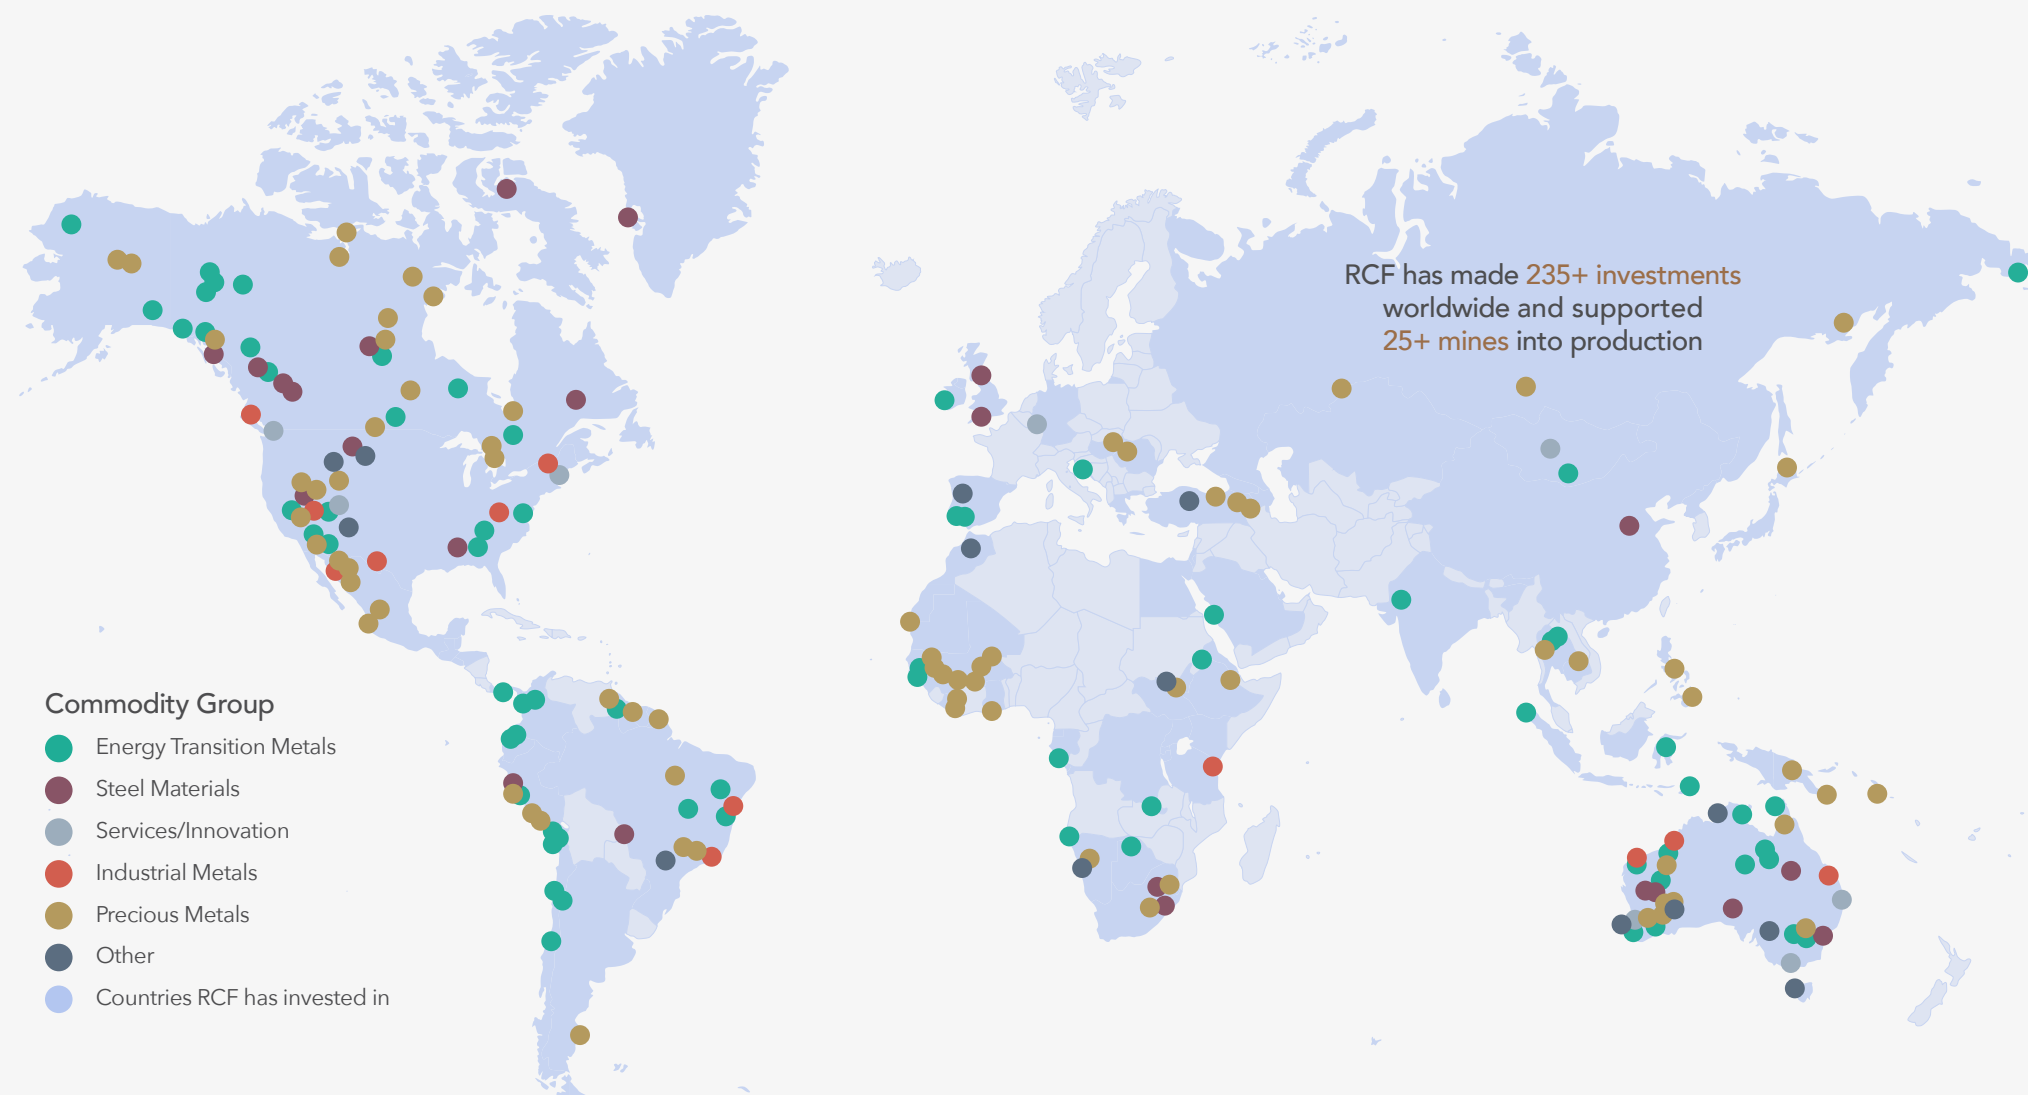 RCF has made 235+ investments
worldwide and supported
25+ mines into production
Commodity Group
Energy Transition Metals
Steel Materials
Services/Innovation
Industrial Metals
Precious Metals
Other
Countries RCF has invested in